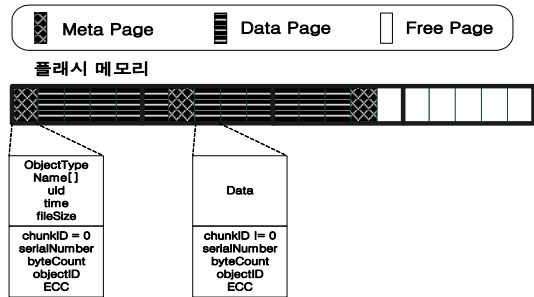 Meta Page Data Page Free Page
플래시 메모리
ObjectType
Name[ ]
uid
time
fileSize
chunkID = 0
serialNumber
byteCount
objectID
ECC
Data
chunkID != 0
serialNumber
byteCount
objectID
ECC